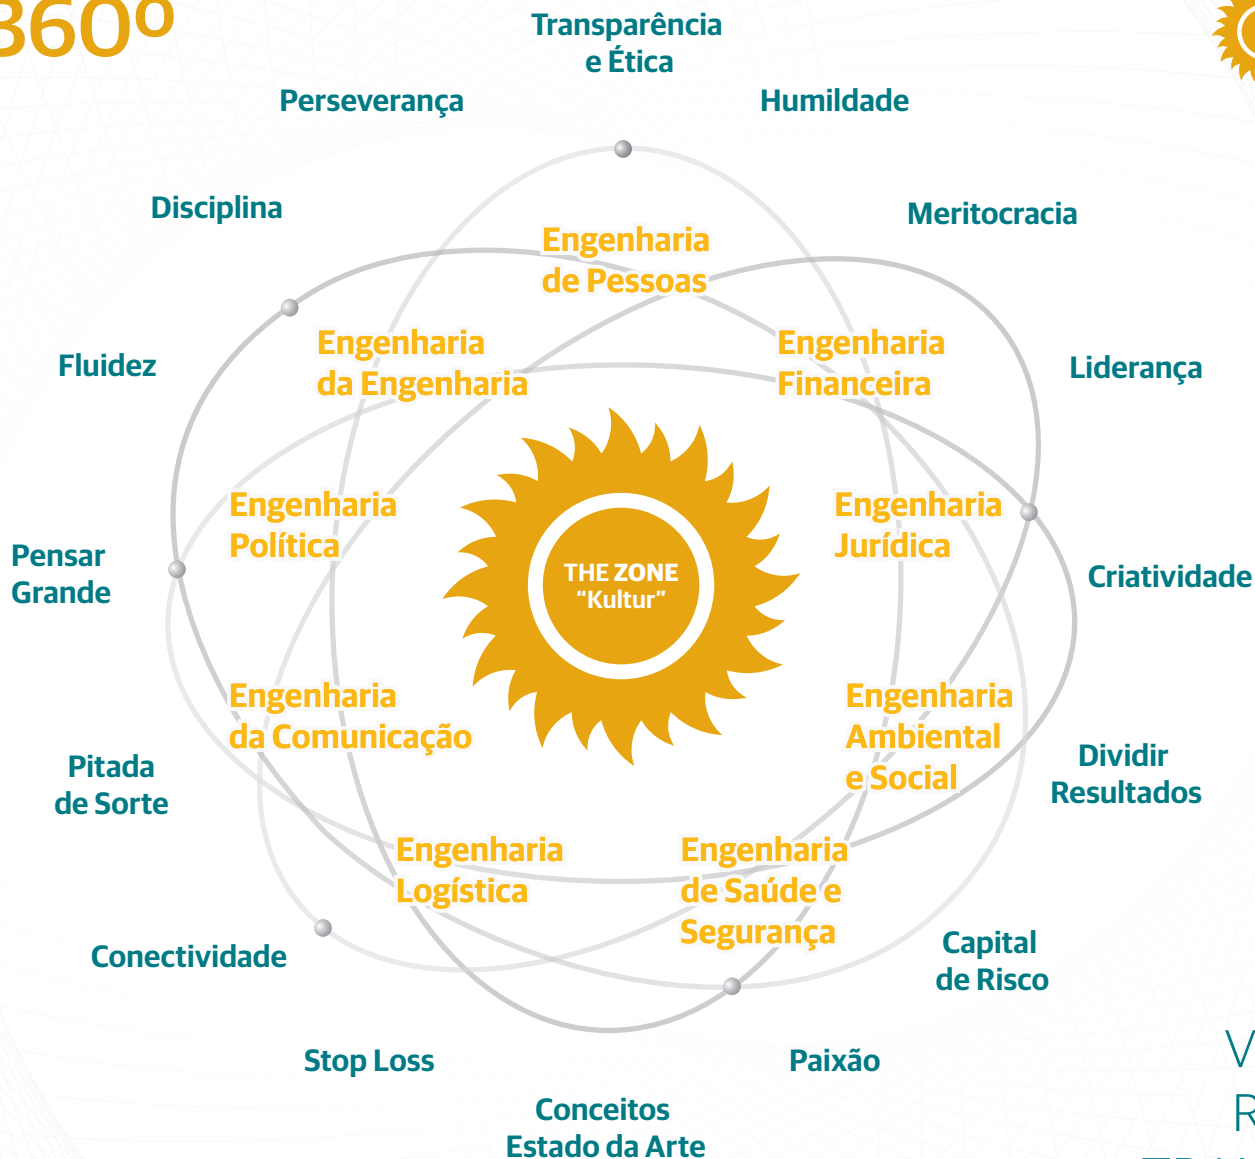 360º
Transparência
e Ética
Perseverança
Humildade
Disciplina
Meritocracia
Engenharia
de Pessoas
Engenharia
da Engenharia
Engenharia
Financeira
Fluidez
Liderança
Engenharia
Política
Engenharia
Jurídica
Pensar
Grande
THE ZONE
“Kultur”
Criatividade
Engenharia
da Comunicação
Engenharia
Ambiental
e Social
Pitada
de Sorte
Dividir
Resultados
Engenharia
Logística
Engenharia
de Saúde e
Segurança
Conectividade
Capital
de Risco
Stop Loss
Paixão
Conceitos
Estado da Arte
V
R